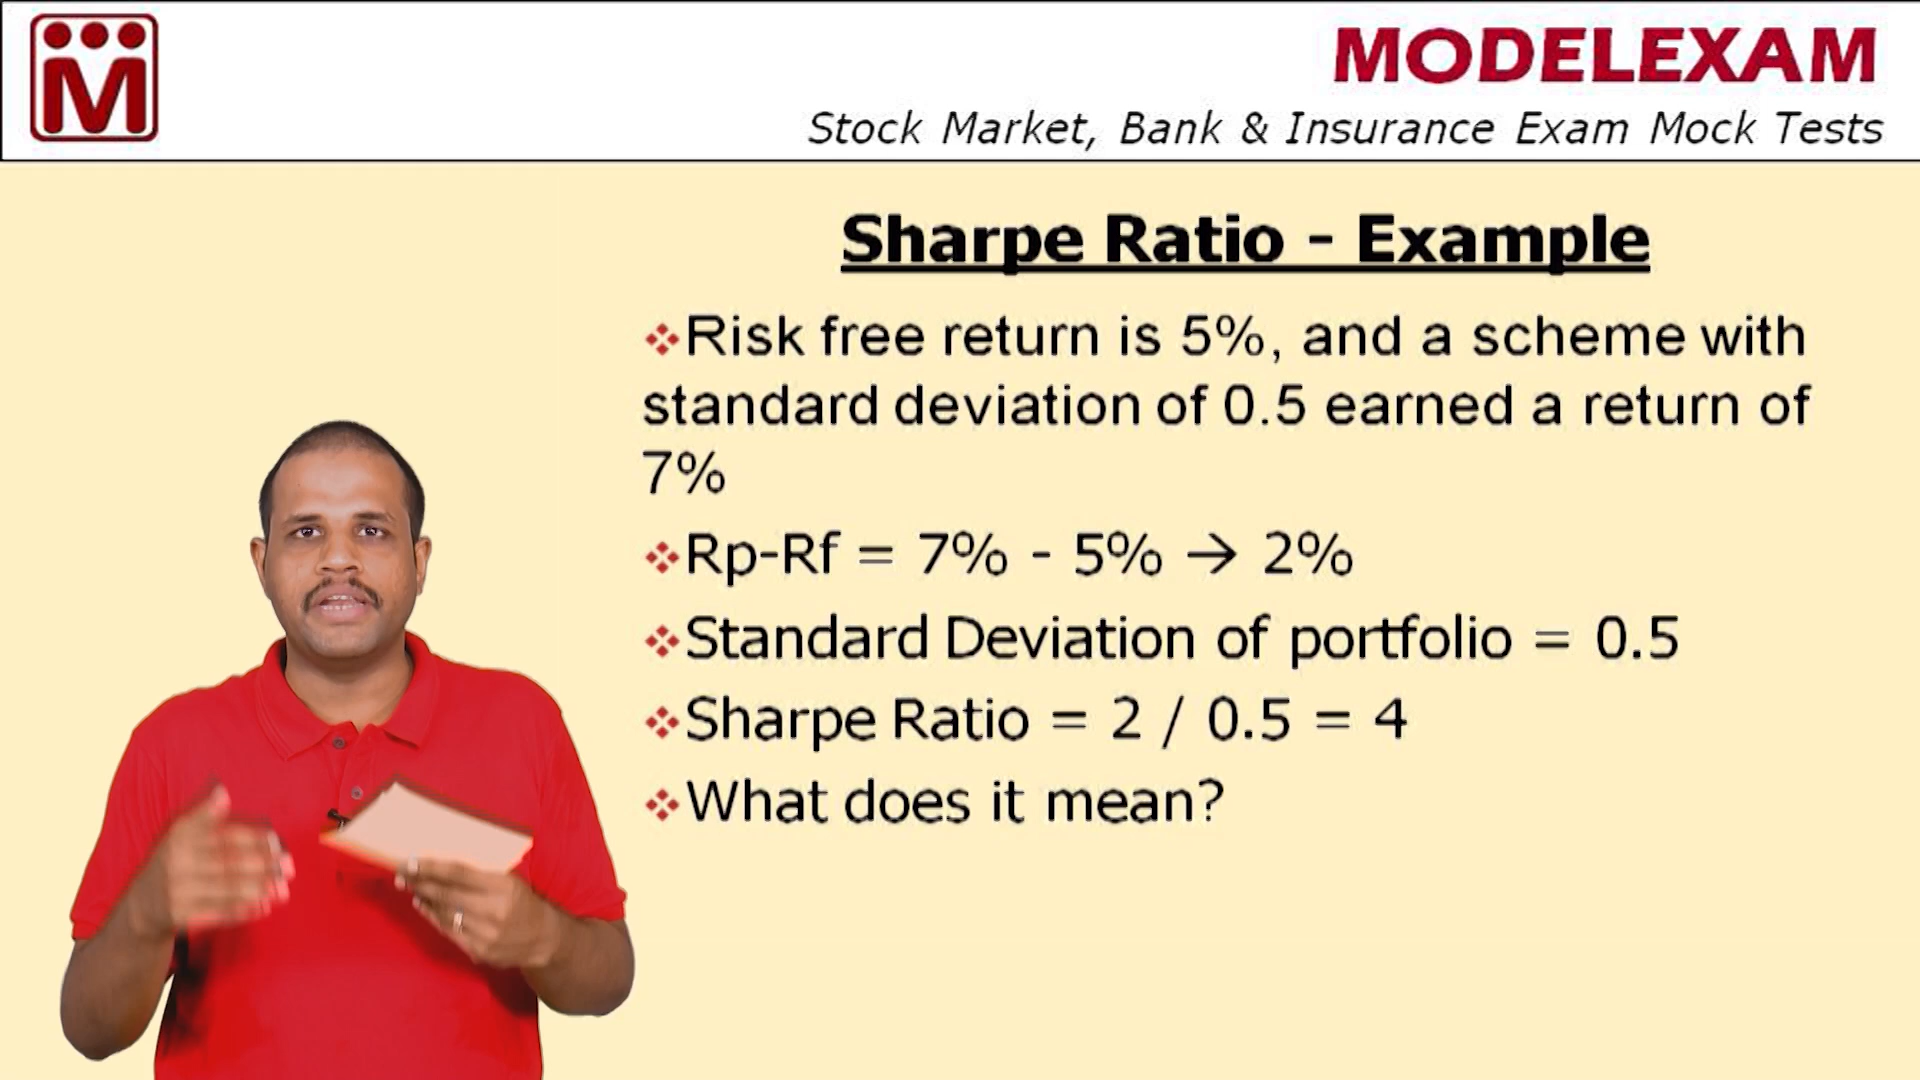 M
MODELEXAM
Stock Market, Bank & Insurance Exam Mock Tests
Sharpe Ratio - Example
❖Risk free return is 5%, and a scheme with
standard deviation of 0.5 earned a return of
7%
❖Rp-Rf = 7% - 5% → 2%
❖Standard Deviation of portfolio = 0.5
❖Sharpe Ratio = 2 / 0.5 = 4
❖What does it mean?